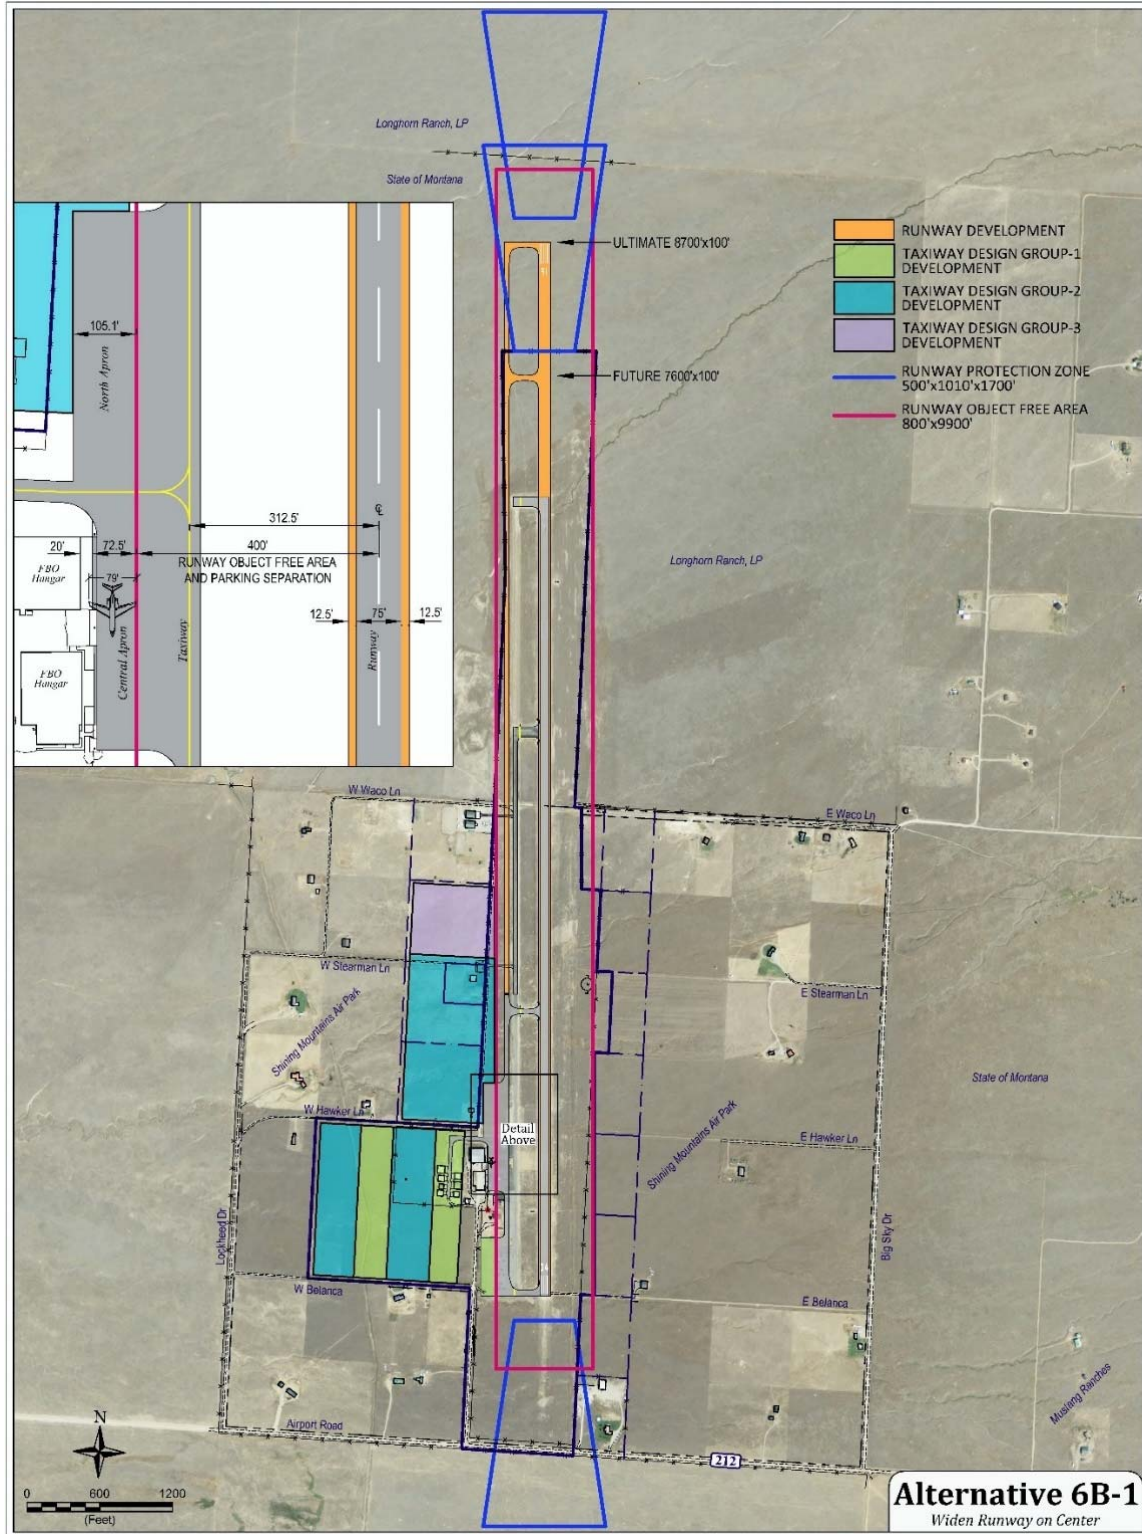 Longhorn Ranch, LP
State of Montana
ULTIMATE 8700'x100'
FUTURE 7600'x100'
RUNWAY DEVELOPMENT
TAXIWAY DESIGN GROUP-1
DEVELOPMENT
TAXIWAY DESIGN GROUP-2
DEVELOPMENT
TAXIWAY DESIGN GROUP-3
DEVELOPMENT
RUNWAY PROTECTION ZONE
500'x1010'x1700'
RUNWAY OBJECT FREE AREA
800'x9900'
105.1'
North Apron
312.5'
20'
72.5'
400'
RUNWAY OBJECT FREE AREA
AND PARKING SEPARATION
FBO
Hangar
79'
12.5'
75'
12.5'
Central Apron
Taxiway
Runway
FBO
Hangar
Longhorn Ranch, LP
W Waco Ln
E Waco Ln
W Stearman Ln
E Stearman Ln
Shining Mountains Air Park
State of Montana
W Hawker Ln
Detail
Above
E Hawker Ln
Shining Mountains Air Park
Lockheed Dr
Big Sky Dr
W Belanca
E Belanca
Mustang Ranches
Airport Road
212
N
0 600 1200
(Feet)
Alternative 6B-1
Widen Runway on Center